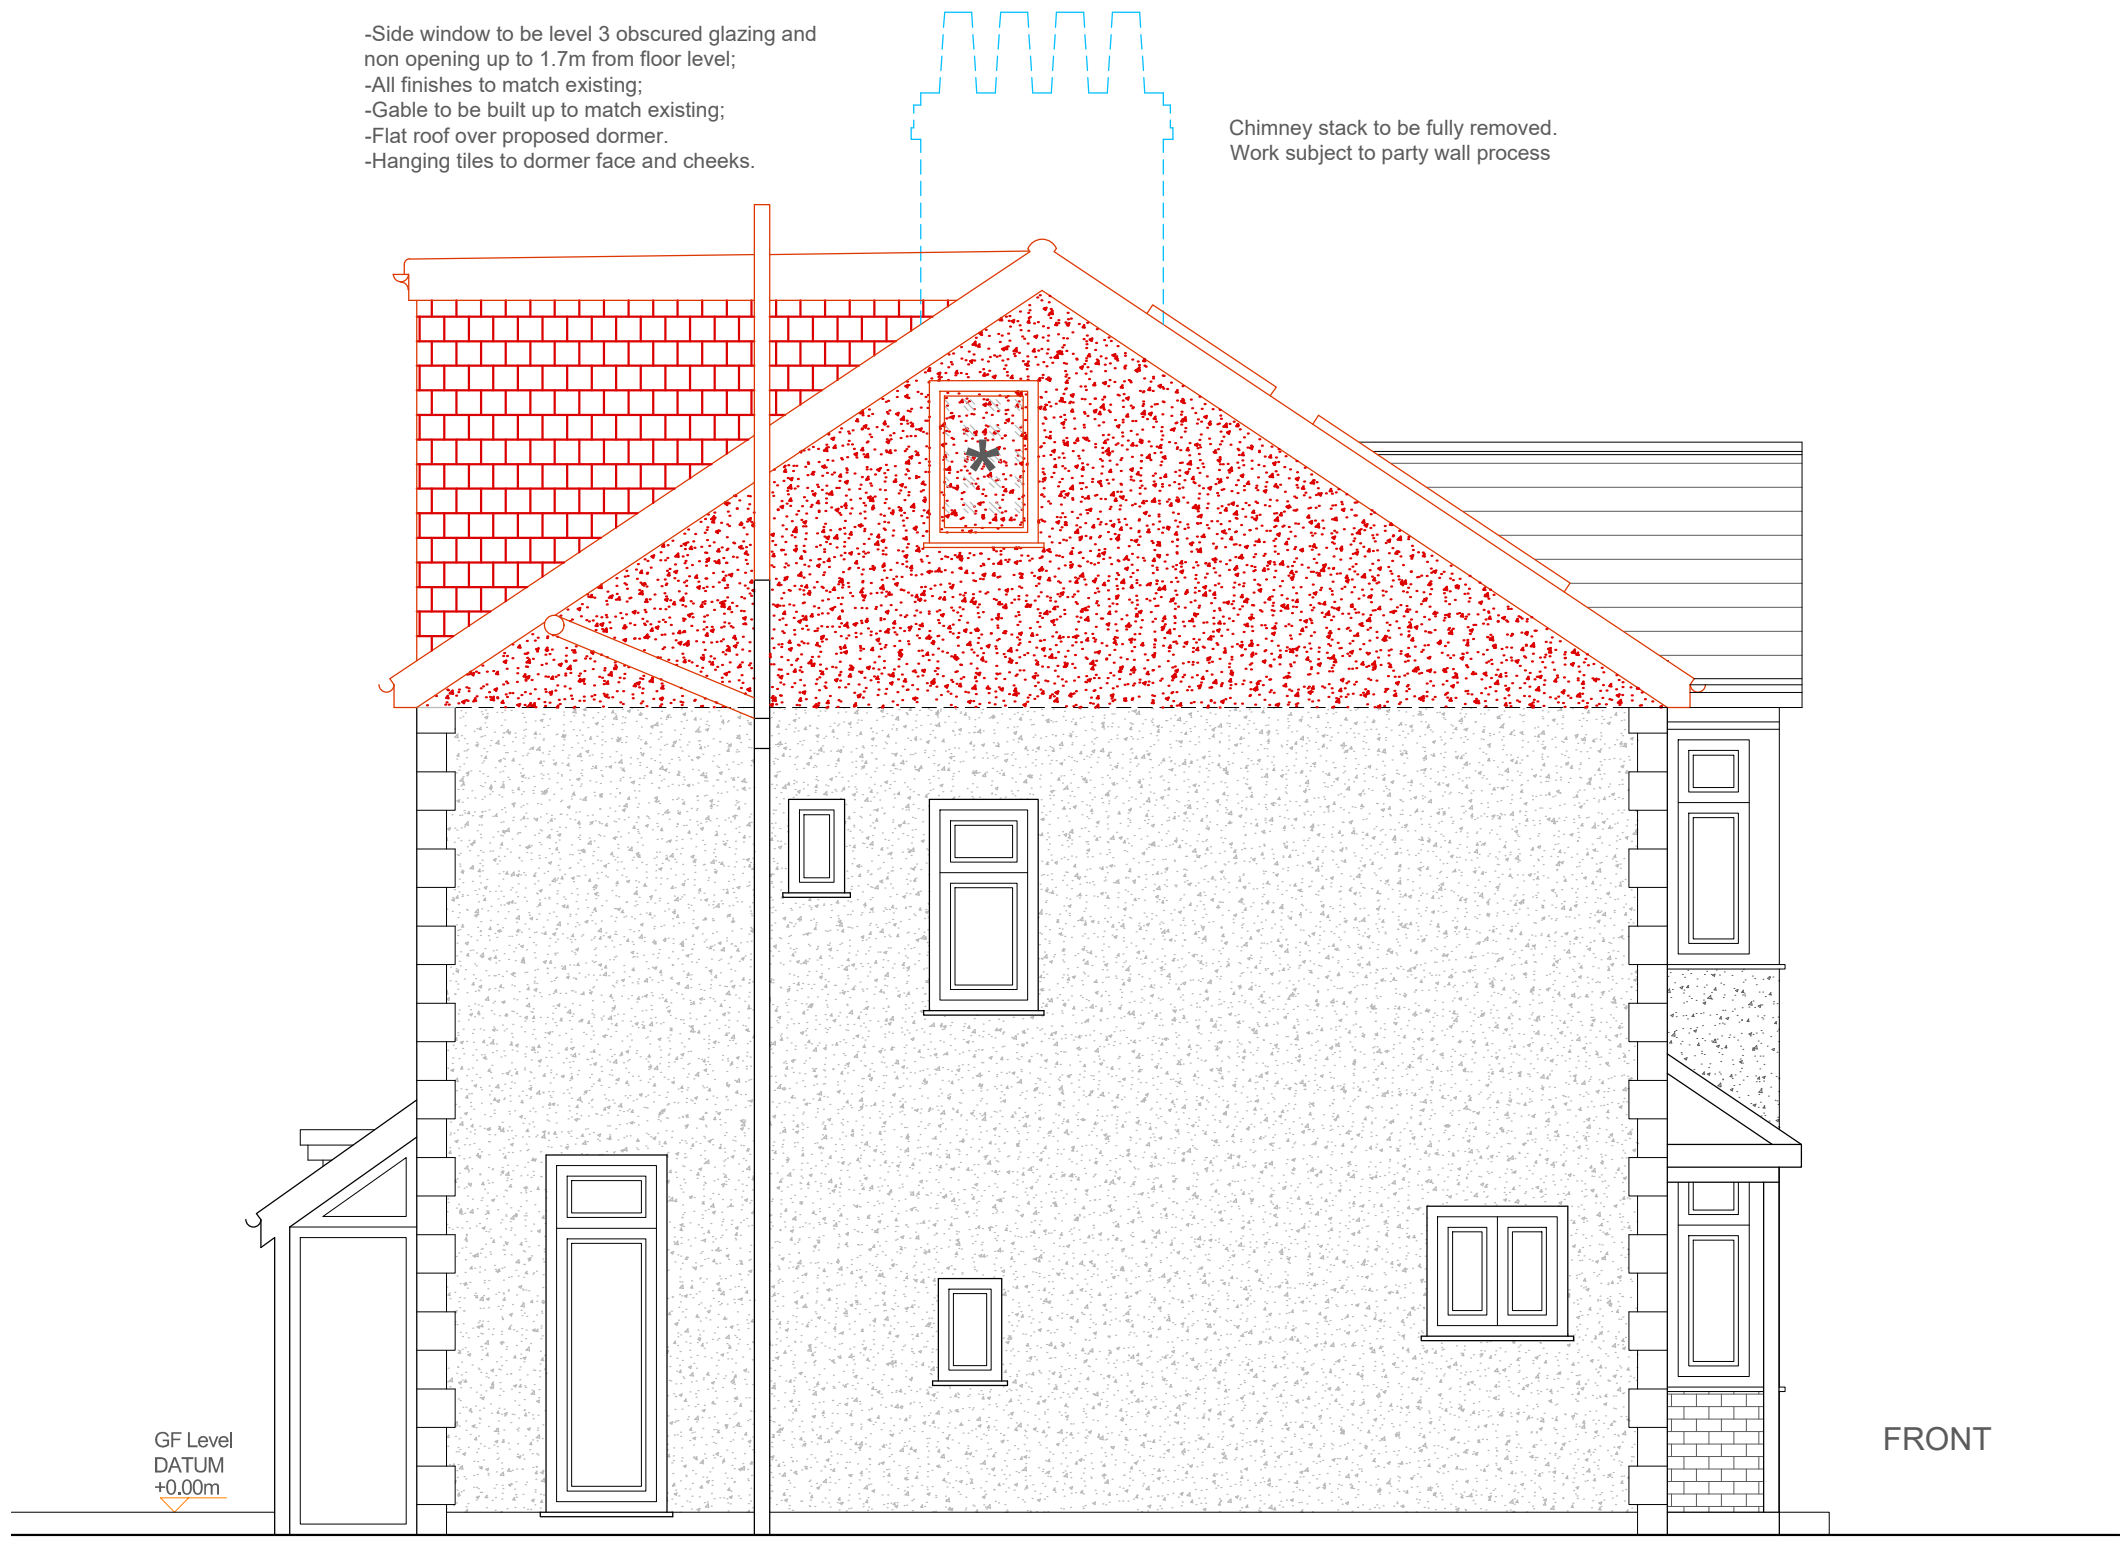 -Side window to be level 3 obscured glazing and
non opening up to 1.7m from floor level;
-All finishes to match existing;
-Gable to be built up to match existing;
-Flat roof over proposed dormer.
-Hanging tiles to dormer face and cheeks.
Chimney stack to be fully removed.
Work subject to party wall process
*
GF Level
DATUM
+0.00m
FRONT